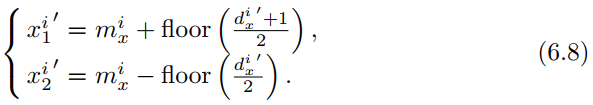 x_1^i′ = m_x^i + floor( (d_x^i′+1)/2 ),
x_2^i′ = m_x^i − floor( d_x^i′/2 ).
(6.8)